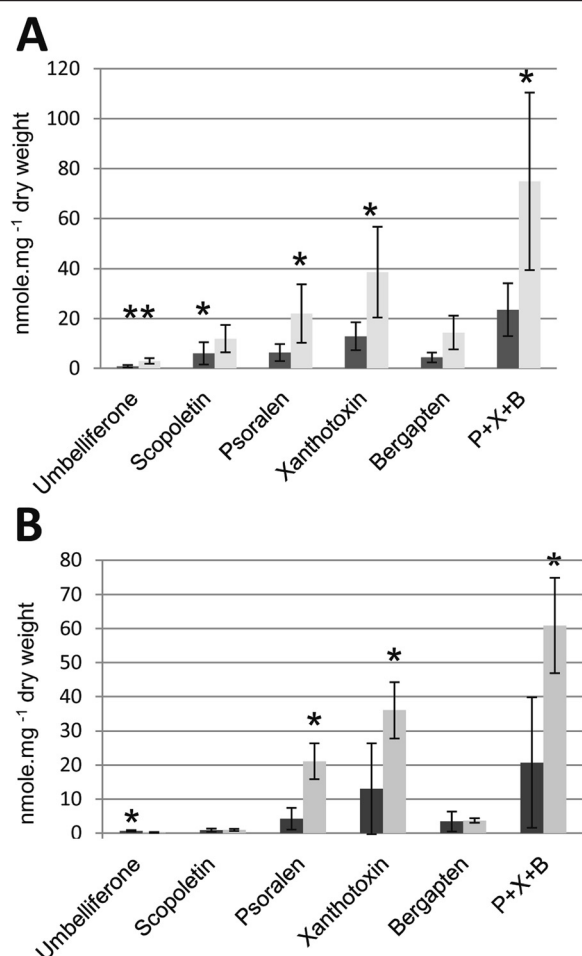 A
120
100
80
60
40
20
0
nmole.mg -1 dry weight
**
*
*
*
*
Umbelliferone
Scopoletin
Psoralen
Xanthotoxin
Bergapten
P+X+B
B
80
70
60
50
40
30
20
10
0
nmole.mg -1 dry weight
*
*
*
*
Umbelliferone
Scopoletin
Psoralen
Xanthotoxin
Bergapten
P+X+B